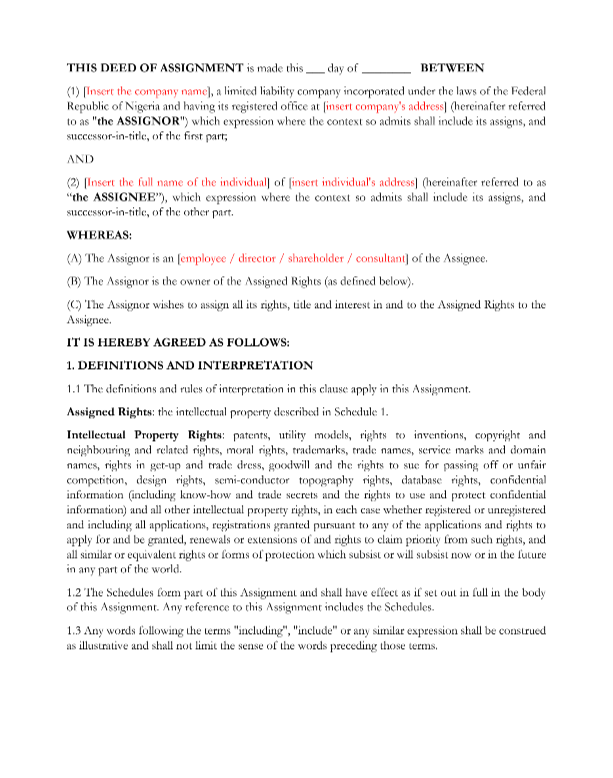 THIS DEED OF ASSIGNMENT is made this ___ day of ________ BETWEEN
(1) [Insert the company name], a limited liability company incorporated under the laws of the Federal
Republic of Nigeria and having its registered office at [insert company's address] (hereinafter referred
to as "the ASSIGNOR") which expression where the context so admits shall include its assigns, and
successor-in-title, of the first part;
AND
(2) [Insert the full name of the individual] of [insert individual's address] (hereinafter referred to as
“the ASSIGNEE”), which expression where the context so admits shall include its assigns, and
successor-in-title, of the other part.
WHEREAS:
(A) The Assignor is an [employee / director / shareholder / consultant] of the Assignee.
(B) The Assignor is the owner of the Assigned Rights (as defined below).
(C) The Assignor wishes to assign all its rights, title and interest in and to the Assigned Rights to the
Assignee.
IT IS HEREBY AGREED AS FOLLOWS:
1. DEFINITIONS AND INTERPRETATION
1.1 The definitions and rules of interpretation in this clause apply in this Assignment.
Assigned Rights: the intellectual property described in Schedule 1.
Intellectual Property Rights: patents, utility models, rights to inventions, copyright and
neighbouring and related rights, moral rights, trademarks, trade names, service marks and domain
names, rights in get-up and trade dress, goodwill and the rights to sue for passing off or unfair
competition, design rights, semi-conductor topography rights, database rights, confidential
information (including know-how and trade secrets and the rights to use and protect confidential
information) and all other intellectual property rights, in each case whether registered or unregistered
and including all applications, registrations granted pursuant to any of the applications and rights to
apply for and be granted, renewals or extensions of and rights to claim priority from such rights, and
all similar or equivalent rights or forms of protection which subsist or will subsist now or in the future
in any part of the world.
1.2 The Schedules form part of this Assignment and shall have effect as if set out in full in the body
of this Assignment. Any reference to this Assignment includes the Schedules.
1.3 Any words following the terms "including", "include" or any similar expression shall be construed
as illustrative and shall not limit the sense of the words preceding those terms.